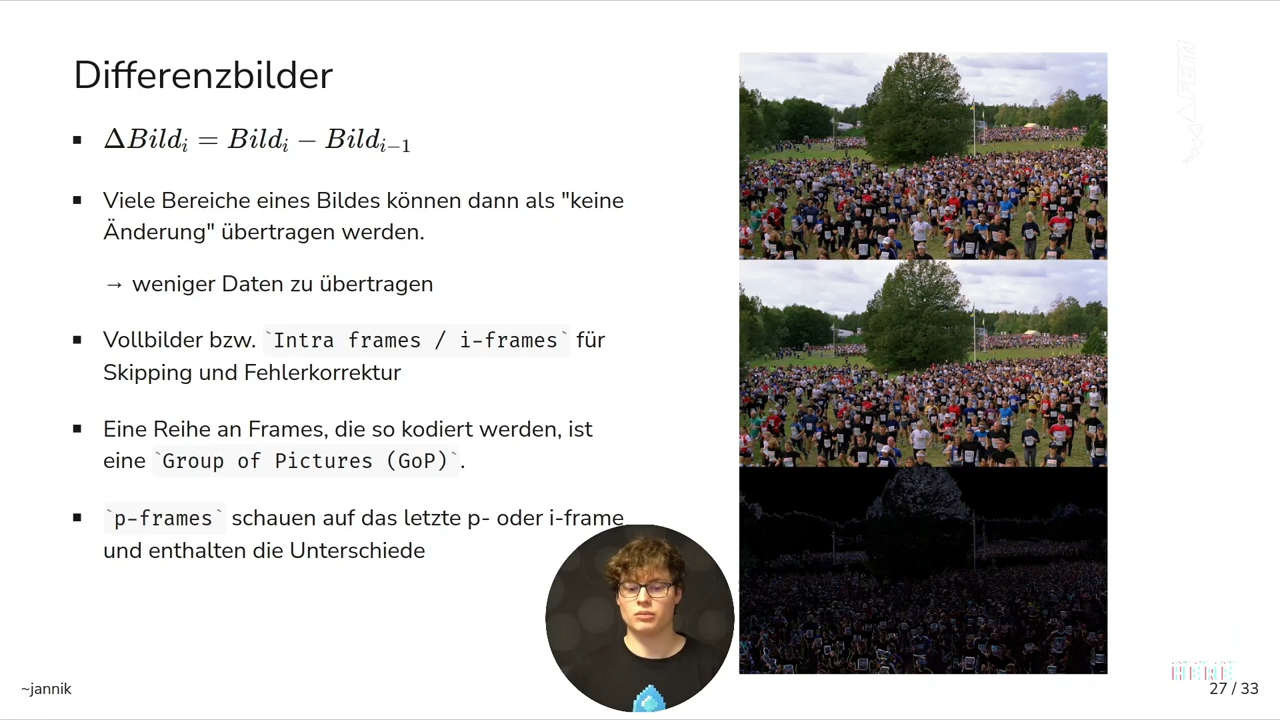 Differenzbilder
▪ ΔBild_i = Bild_i − Bild_{i−1}
▪ Viele Bereiche eines Bildes können dann als "keine
Änderung" übertragen werden.
→ weniger Daten zu übertragen
▪ Vollbilder bzw. `Intra frames / i-frames` für
Skipping und Fehlerkorrektur
▪ Eine Reihe an Frames, die so kodiert werden, ist
eine `Group of Pictures (GoP)`.
▪ `p-frames` schauen auf das letzte p- oder i-frame
und enthalten die Unterschiede
FEM
~jannik
27 / 33